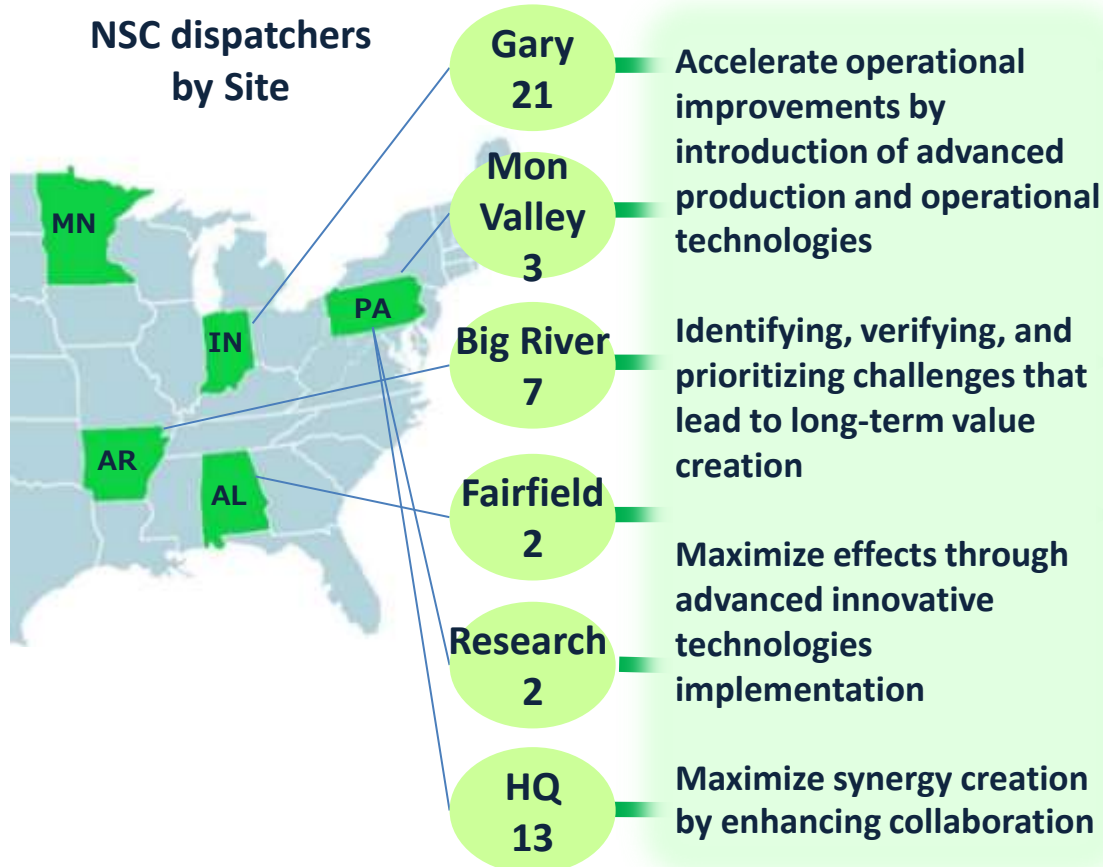 NSC dispatchers
by Site
MN
IN
PA
AR
AL
Gary
21
Mon
Valley
3
Big River
7
Fairfield
2
Research
2
HQ
13
Accelerate operational
improvements by
introduction of advanced
production and operational
technologies
Identifying, verifying, and
prioritizing challenges that
lead to long-term value
creation
Maximize effects through
advanced innovative
technologies
implementation
Maximize synergy creation
by enhancing collaboration